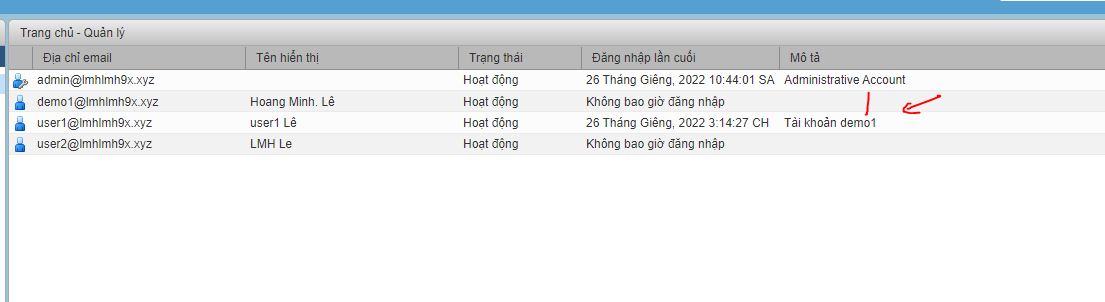 Trang chủ - Quản lý
Địa chỉ email Tên hiển thị Trạng thái Đăng nhập lần cuối Mô tả
admin@lmhlmh9x.xyz Hoạt động 26 Tháng Giêng, 2022 10:44:01 SA Administrative Account
demo1@lmhlmh9x.xyz Hoang Minh. Lê Hoạt động Không bao giờ đăng nhập
user1@lmhlmh9x.xyz user1 Lê Hoạt động 26 Tháng Giêng, 2022 3:14:27 CH Tài khoản demo1
user2@lmhlmh9x.xyz LMH Le Hoạt động Không bao giờ đăng nhập